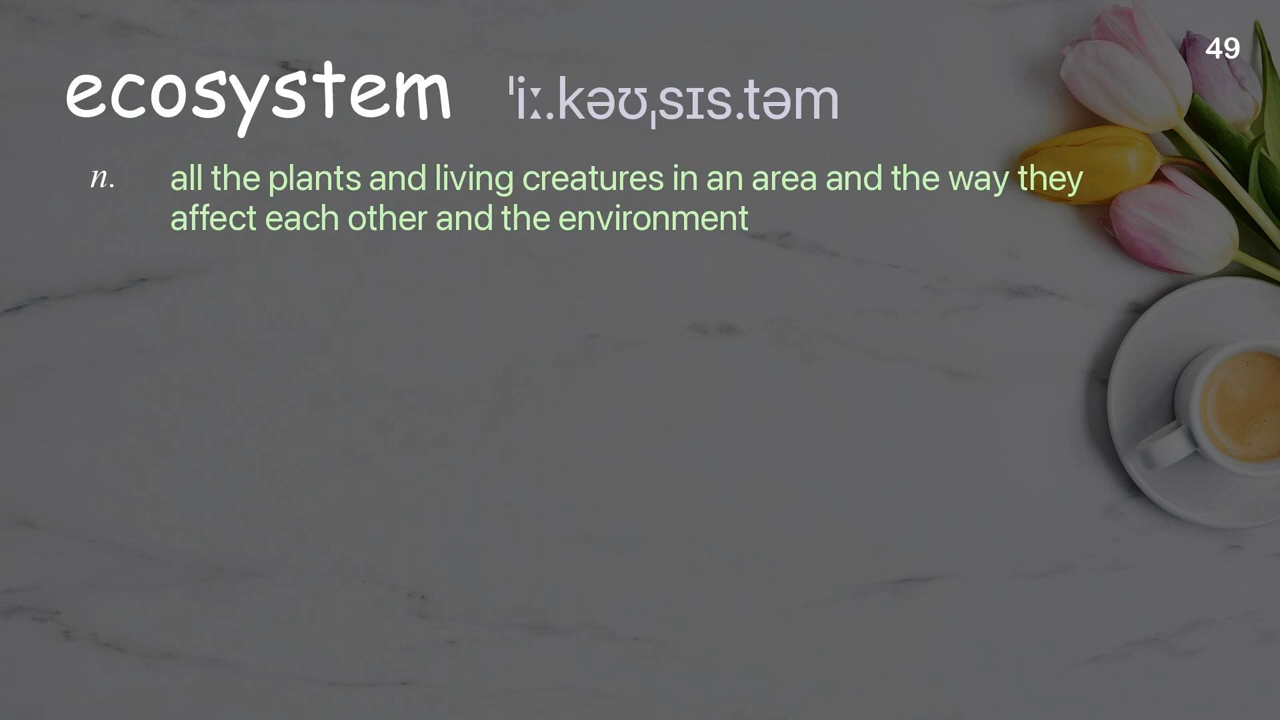 49
ecosystem ˈiː.kəʊˌsɪs.təm
n. all the plants and living creatures in an area and the way they
affect each other and the environment